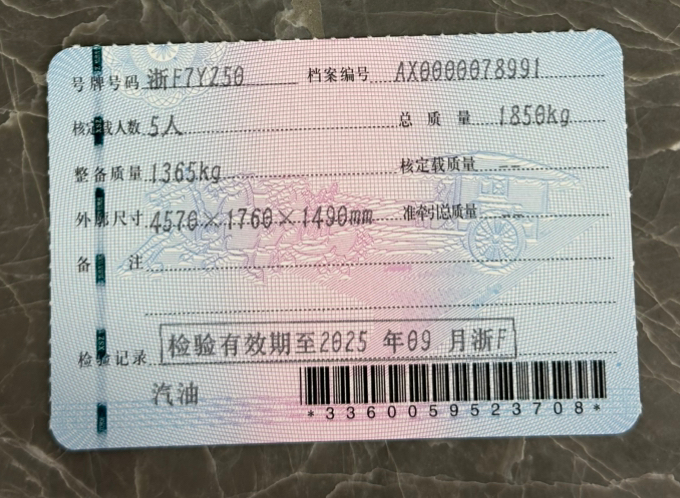 号牌号码 浙F7YZ50 档案编号 AX0000078991
核定载人数 5人 总质量 1850kg
整备质量 1365kg 核定载质量 --
外廓尺寸 4570×1760×1490mm 准牵引总质量 --
备注
检验记录 检验有效期至2025 年09 月浙F
汽油
*3360059523708*